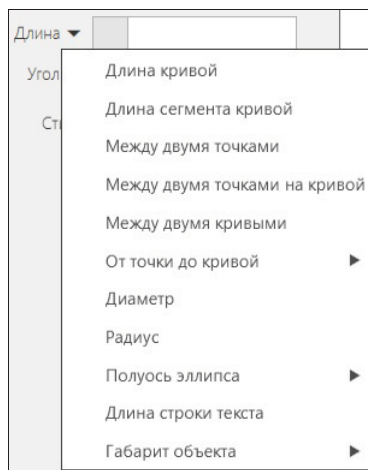 Длина
Угол
Длина кривой
Длина сегмента кривой
Между двумя точками
Между двумя точками на кривой
Между двумя кривыми
От точки до кривой
Диаметр
Радиус
Полуось эллипса
Длина строки текста
Габарит объекта